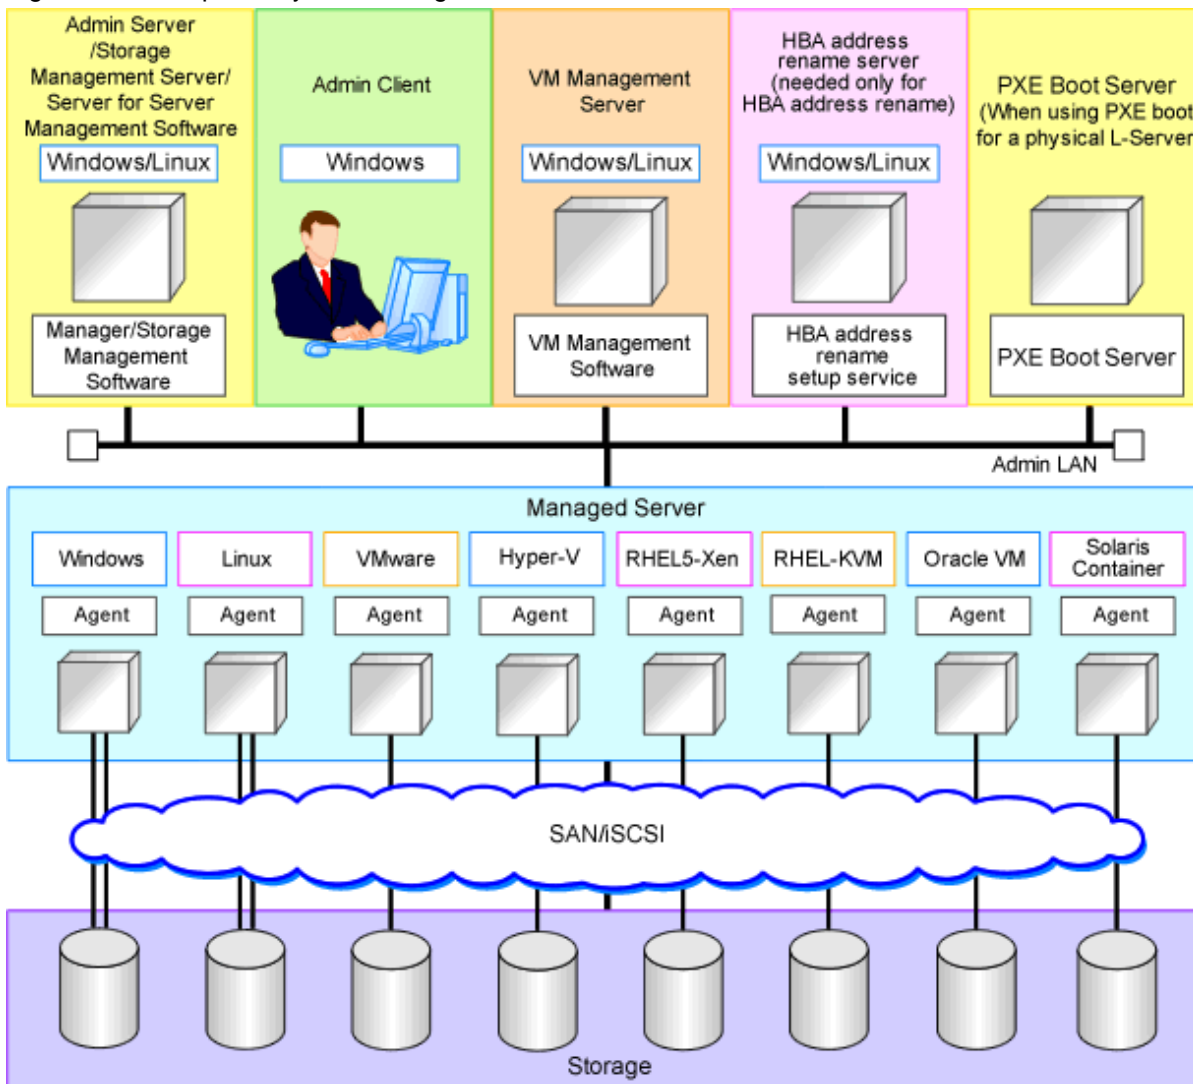 Admin Server
/Storage
Management Server/
Server for Server
Management Software
Windows/Linux
Manager/Storage
Management
Software
Admin Client
Windows
VM Management
Server
Windows/Linux
VM Management
Software
HBA address
rename server
(needed only for
HBA address rename)
Windows/Linux
HBA address
rename
setup service
PXE Boot Server
(When using PXE boot
for a physical L-Server
PXE Boot Server
Admin LAN
Managed Server
Windows
Linux
VMware
Hyper-V
RHEL5-Xen
RHEL-KVM
Oracle VM
Solaris
Container
Agent
Agent
Agent
Agent
Agent
Agent
Agent
Agent
SAN/iSCSI
Storage